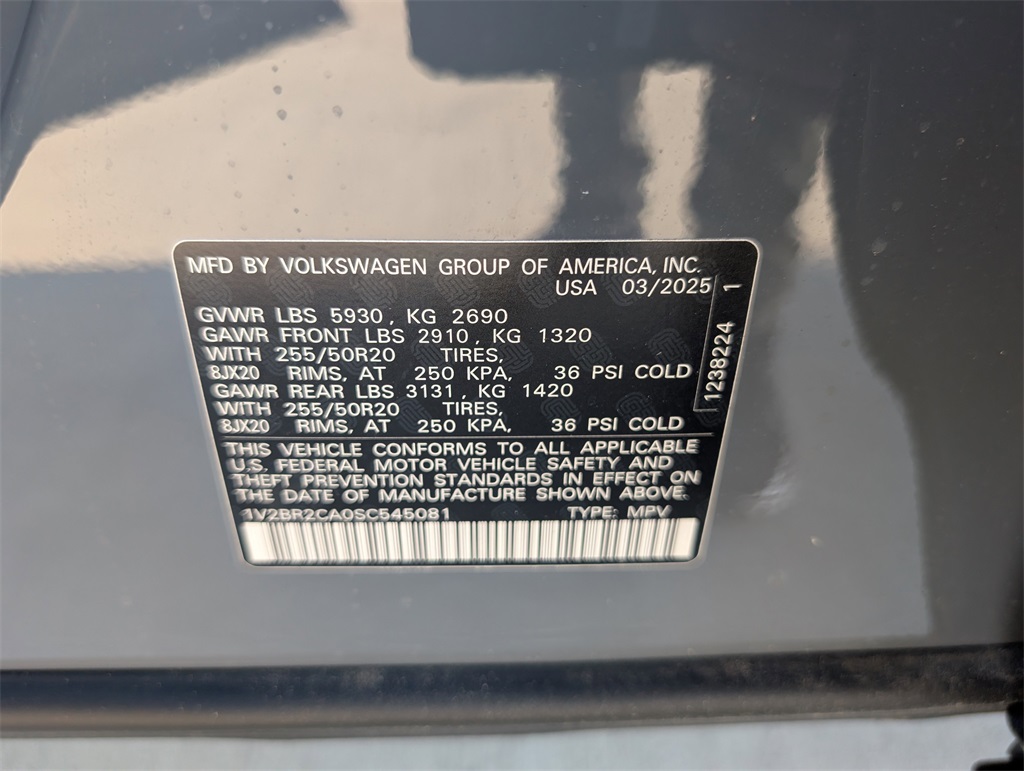 MFD BY VOLKSWAGEN GROUP OF AMERICA, INC.
USA 03/2025
GVWR LBS 5930, KG 2690
GAWR FRONT LBS 2910, KG 1320
WITH 255/50R20 TIRES,
8JX20 RIMS, AT 250 KPA, 36 PSI COLD
GAWR REAR LBS 3131, KG 1420
WITH 255/50R20 TIRES,
8JX20 RIMS, AT 250 KPA, 36 PSI COLD
THIS VEHICLE CONFORMS TO ALL APPLICABLE
U.S. FEDERAL MOTOR VEHICLE SAFETY AND
THEFT PREVENTION STANDARDS IN EFFECT ON
THE DATE OF MANUFACTURE SHOWN ABOVE.
1V2BR2CA0SC545081 TYPE: MPV
1238224 1